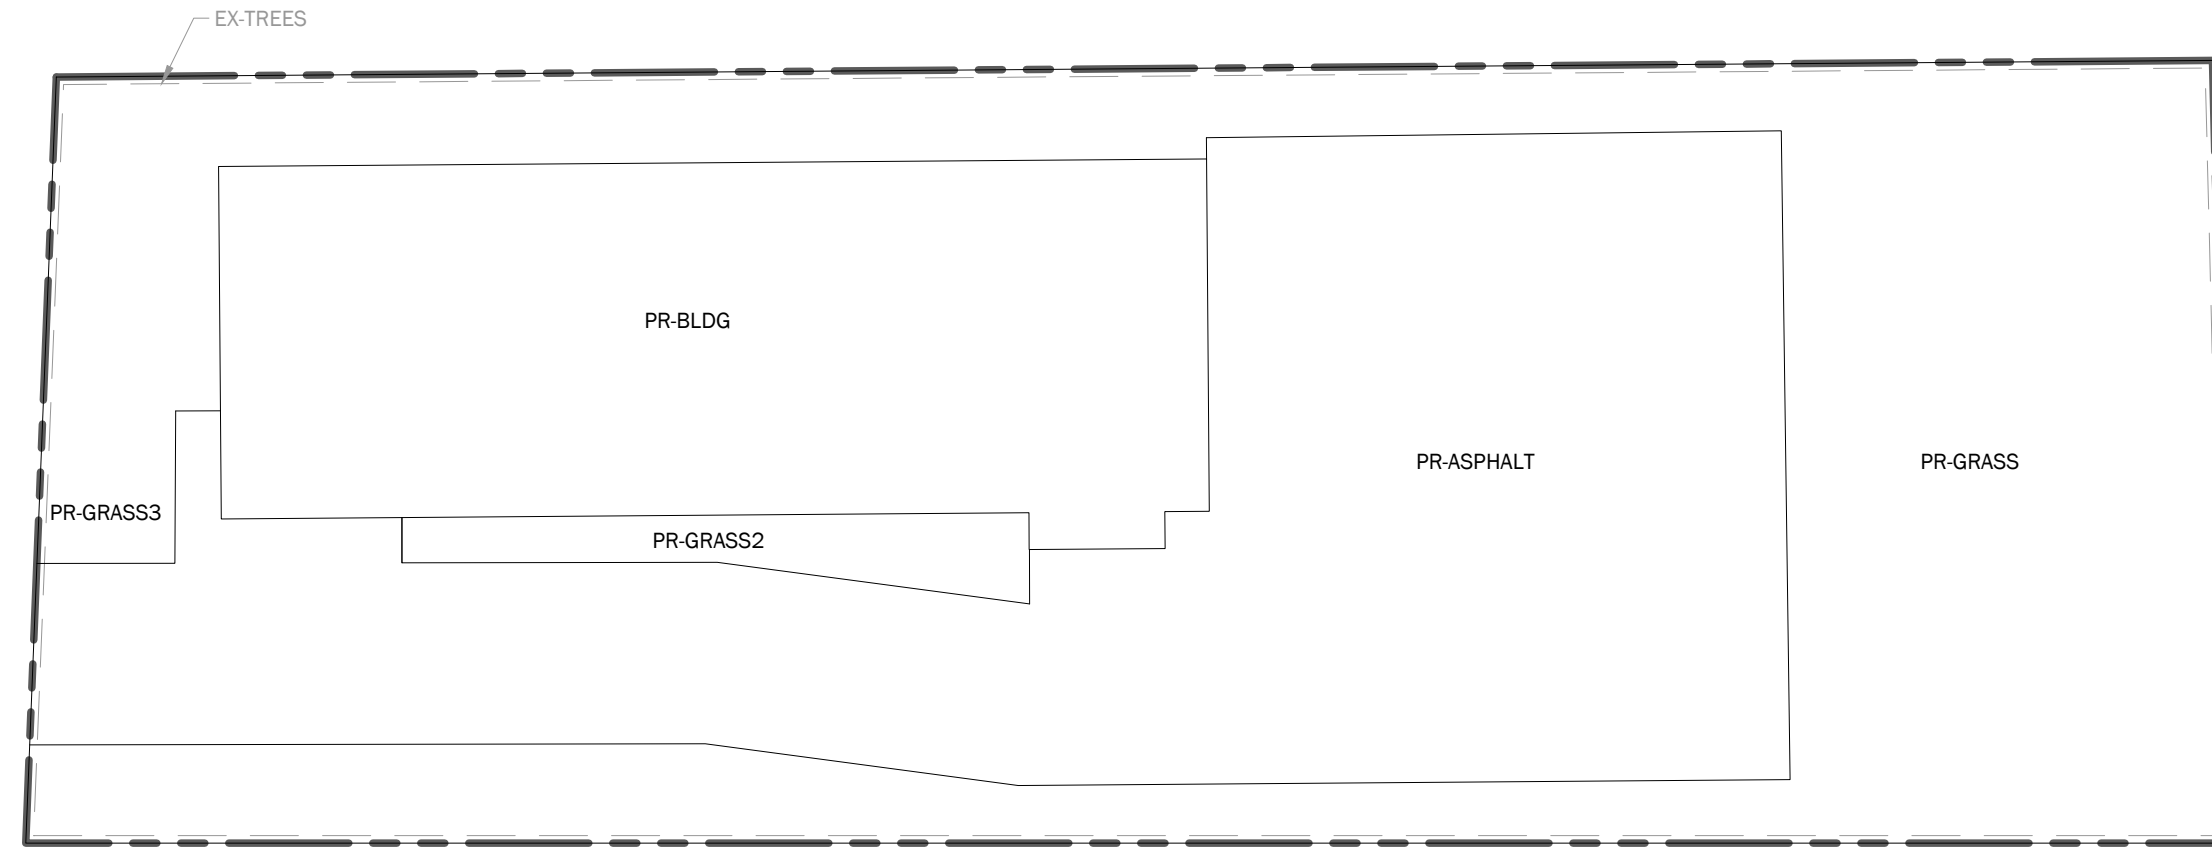 EX-TREES
PR-BLDG
PR-ASPHALT
PR-GRASS
PR-GRASS3
PR-GRASS2